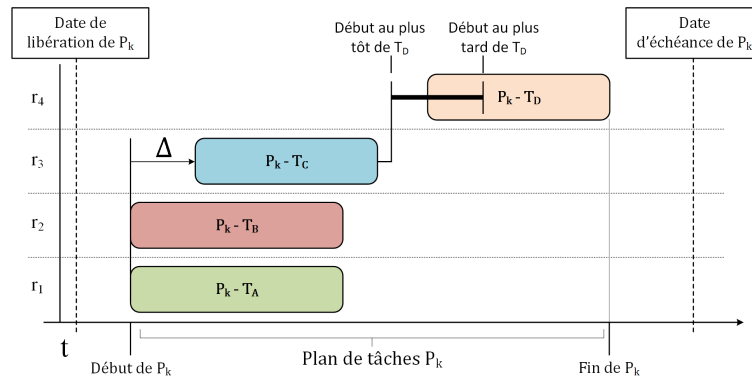 Date de
libération de Pk
Début au plus
tôt de TD
Début au plus
tard de TD
Date
d'échéance de Pk
r4
Pk - TD
r3
Δ
Pk - TC
r2
Pk - TB
r1
Pk - TA
t
Début de Pk
Plan de tâches Pk
Fin de Pk